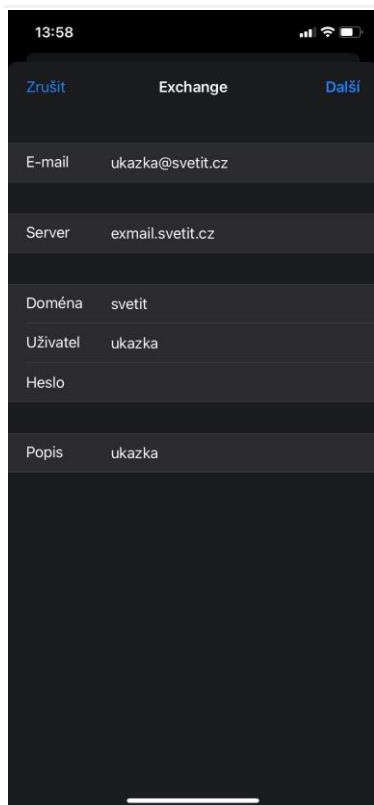 13:58
Zrušit Exchange Další
E-mail ukazka@svetit.cz
Server exmail.svetit.cz
Doména svetit
Uživatel ukazka
Heslo
Popis ukazka